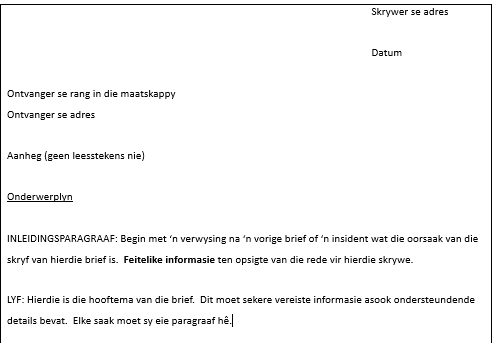 Skrywer se adres
Datum
Ontvanger se rang in die maatskappy
Ontvanger se adres
Aanheg (geen leesstekens nie)
Onderwerplyn
INLEIDINGSPARAGRAAF: Begin met ‘n verwysing na ‘n vorige brief of ‘n insident wat die oorsaak van die
skryf van hierdie brief is. Feitelike informasie ten opsigte van die rede vir hierdie skrywe.
LYF: Hierdie is die hooftema van die brief. Dit moet sekere vereiste informasie asook ondersteundende
details bevat. Elke saak moet sy eie paragraaf hê.